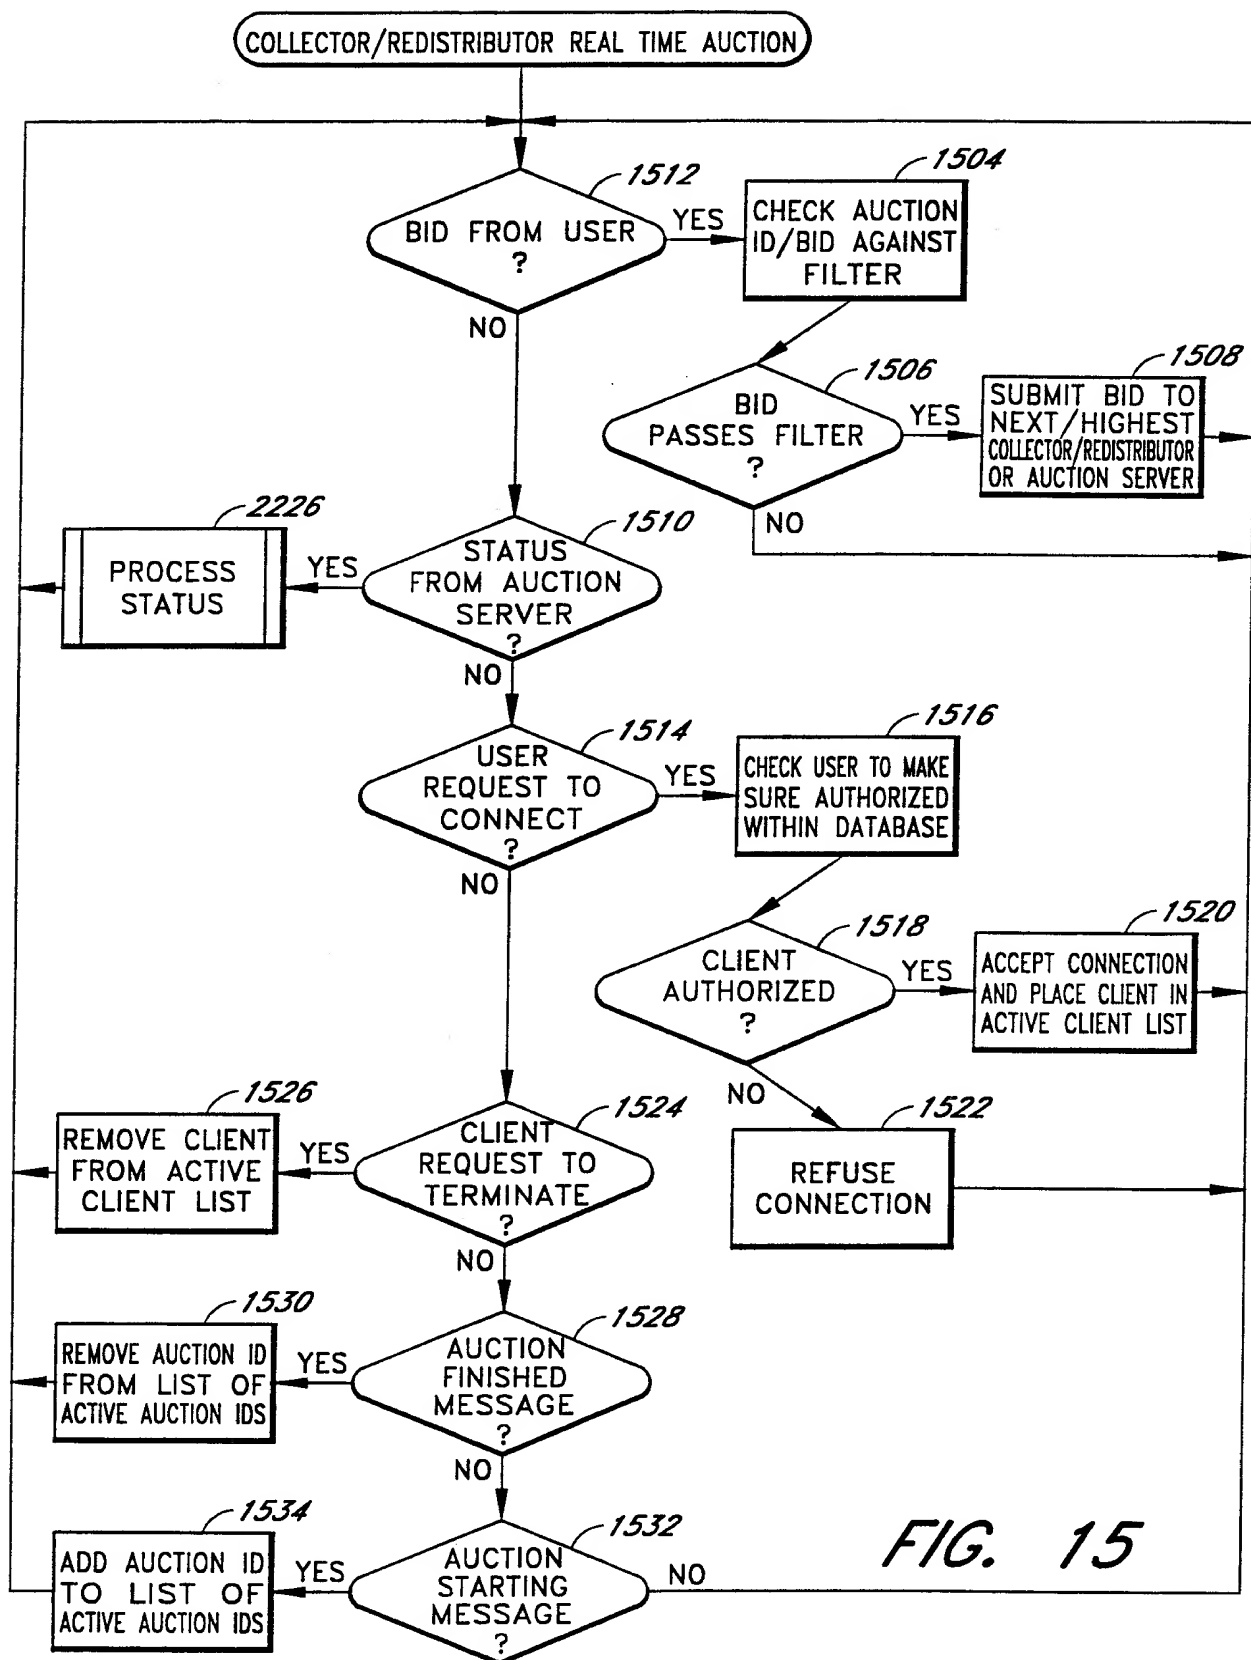 COLLECTOR/REDISTRIBUTOR REAL TIME AUCTION
1512
BID FROM USER
?
YES
NO
1504
CHECK AUCTION
ID/BID AGAINST
FILTER
1506
BID
PASSES FILTER
?
YES
NO
1508
SUBMIT BID TO
NEXT/HIGHEST
COLLECTOR/REDISTRIBUTOR
OR AUCTION SERVER
1510
STATUS
FROM AUCTION
SERVER
?
YES
NO
2226
PROCESS
STATUS
1514
USER
REQUEST TO
CONNECT
?
YES
NO
1516
CHECK USER TO MAKE
SURE AUTHORIZED
WITHIN DATABASE
1518
CLIENT
AUTHORIZED
?
YES
NO
1520
ACCEPT CONNECTION
AND PLACE CLIENT IN
ACTIVE CLIENT LIST
1522
REFUSE
CONNECTION
1524
CLIENT
REQUEST TO
TERMINATE
?
YES
NO
1526
REMOVE CLIENT
FROM ACTIVE
CLIENT LIST
1528
AUCTION
FINISHED
MESSAGE
?
YES
NO
1530
REMOVE AUCTION ID
FROM LIST OF
ACTIVE AUCTION IDS
1532
AUCTION
STARTING
MESSAGE
?
YES
NO
1534
ADD AUCTION ID
TO LIST OF
ACTIVE AUCTION IDS
FIG. 15